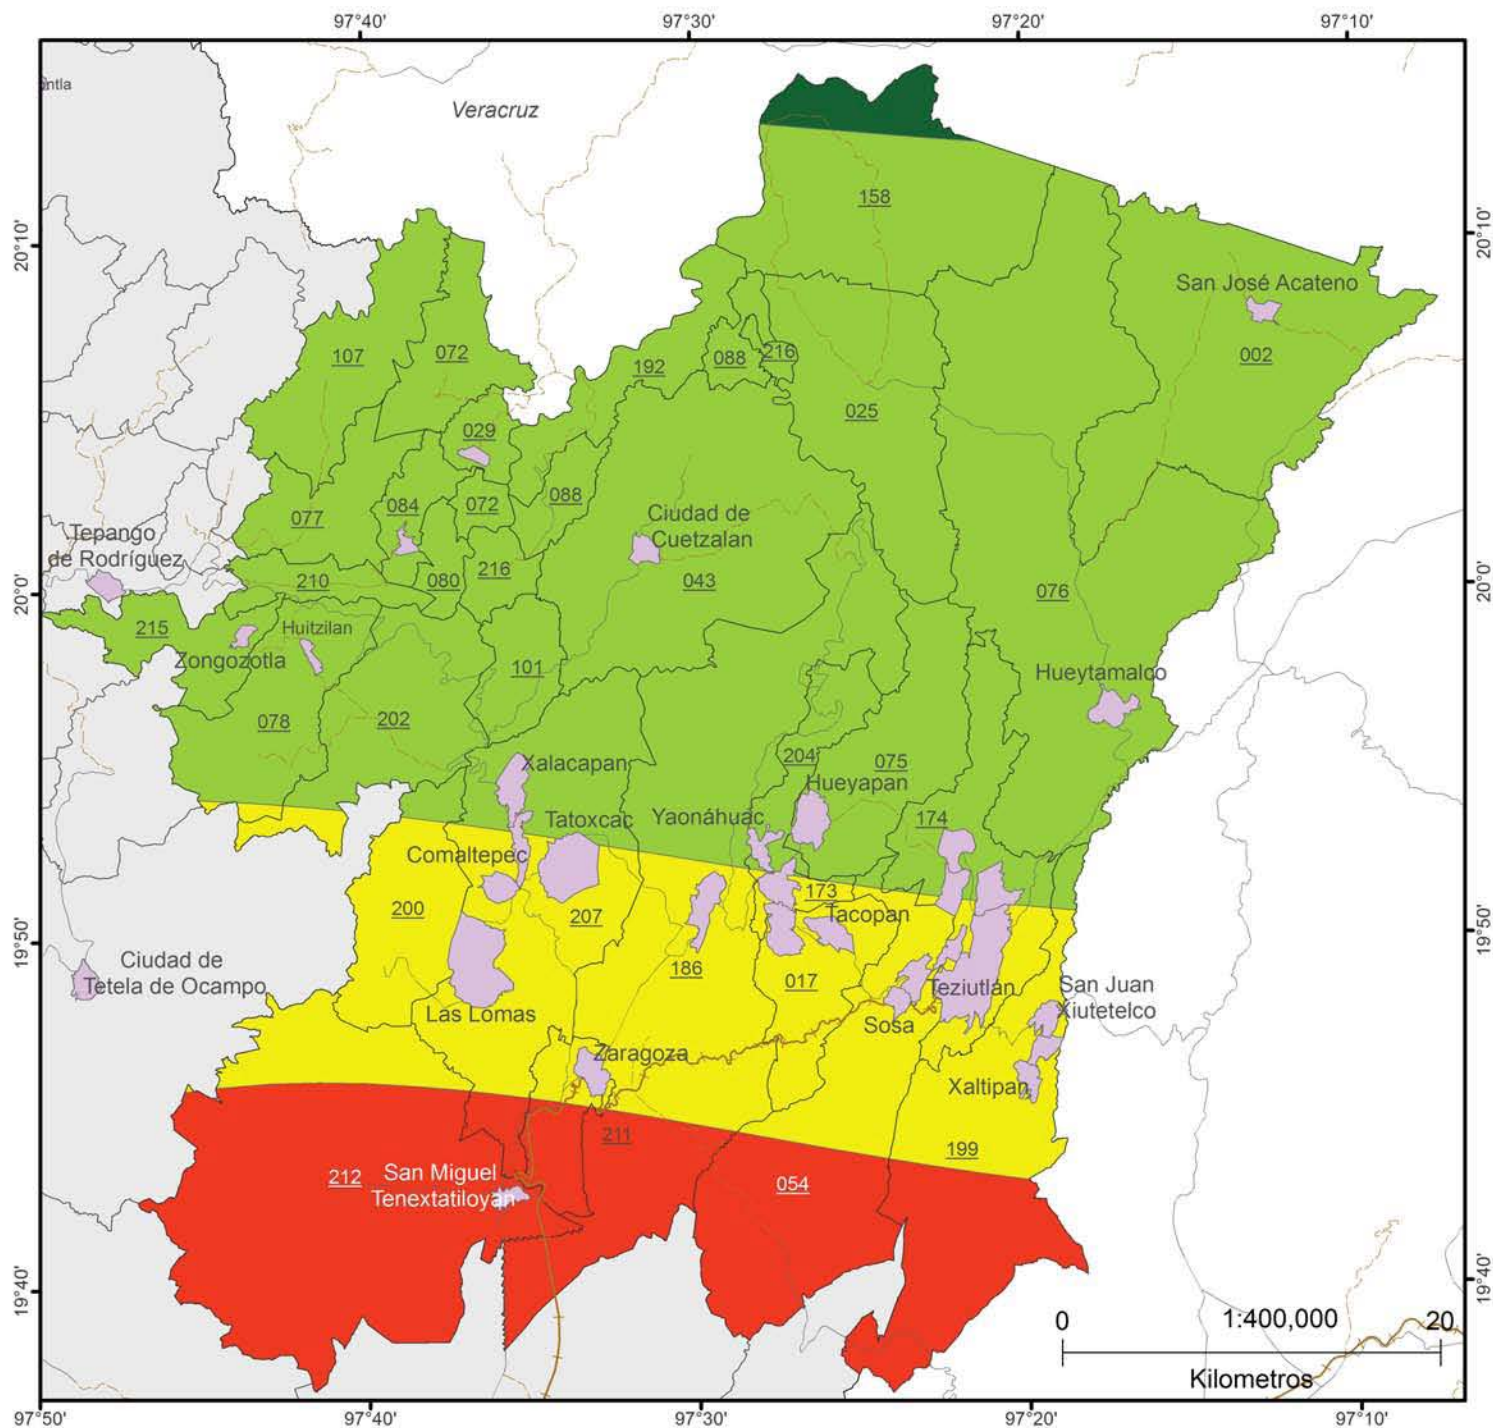 97°40'
97°30'
97°20'
97°10'
ntla
Veracruz
158
20°10'
20°10'
San José Acateno
107
072
192
088
216
002
025
029
084
072
088
077
Ciudad de
Cuetzalan
Tepango
de Rodríguez
210
080
216
043
076
20°0'
20°0'
215
Huitzilan
Zongozotla
101
Hueytamalco
078
202
204
075
Xalacapan
Hueyapan
Tatoxcac
Yaonáhuac
174
Comaltepec
173
200
207
Tacopan
19°50'
19°50'
Ciudad de
Tetela de Ocampo
186
017
Teziutlán
San Juan
Xiutetelco
Las Lomas
Sosa
Zaragoza
Xaltipan
211
199
212
San Miguel
Tenextatiloyan
054
19°40'
19°40'
0
1:400,000
20
Kilometros
97°50'
97°40'
97°30'
97°20'
97°10'